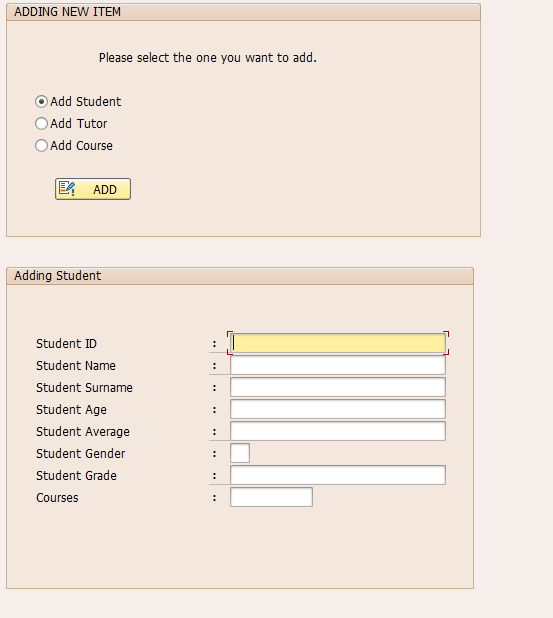 ADDING NEW ITEM
Please select the one you want to add.
Add Student
Add Tutor
Add Course
ADD
Adding Student
Student ID :
Student Name :
Student Surname :
Student Age :
Student Average :
Student Gender :
Student Grade :
Courses :